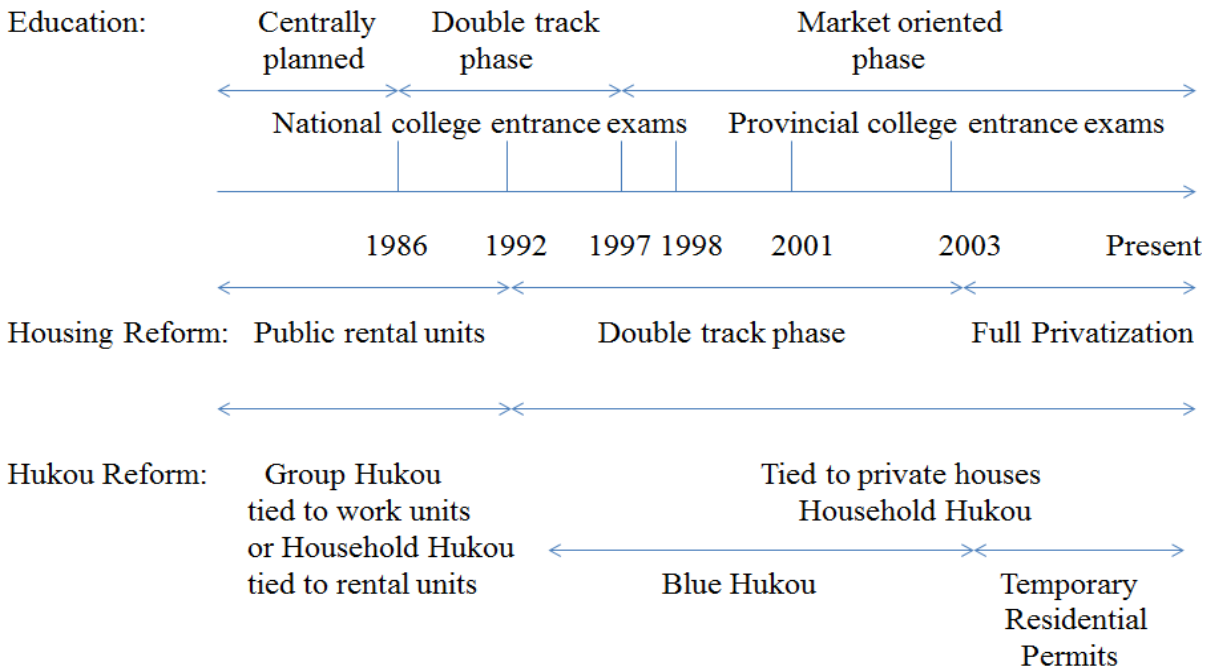 Education: Centrally planned Double track phase Market oriented phase
National college entrance exams Provincial college entrance exams
1986 1992 1997 1998 2001 2003 Present
Housing Reform: Public rental units Double track phase Full Privatization
Hukou Reform: Group Hukou Tied to private houses
tied to work units Household Hukou
or Household Hukou
tied to rental units Blue Hukou Temporary
Residential
Permits